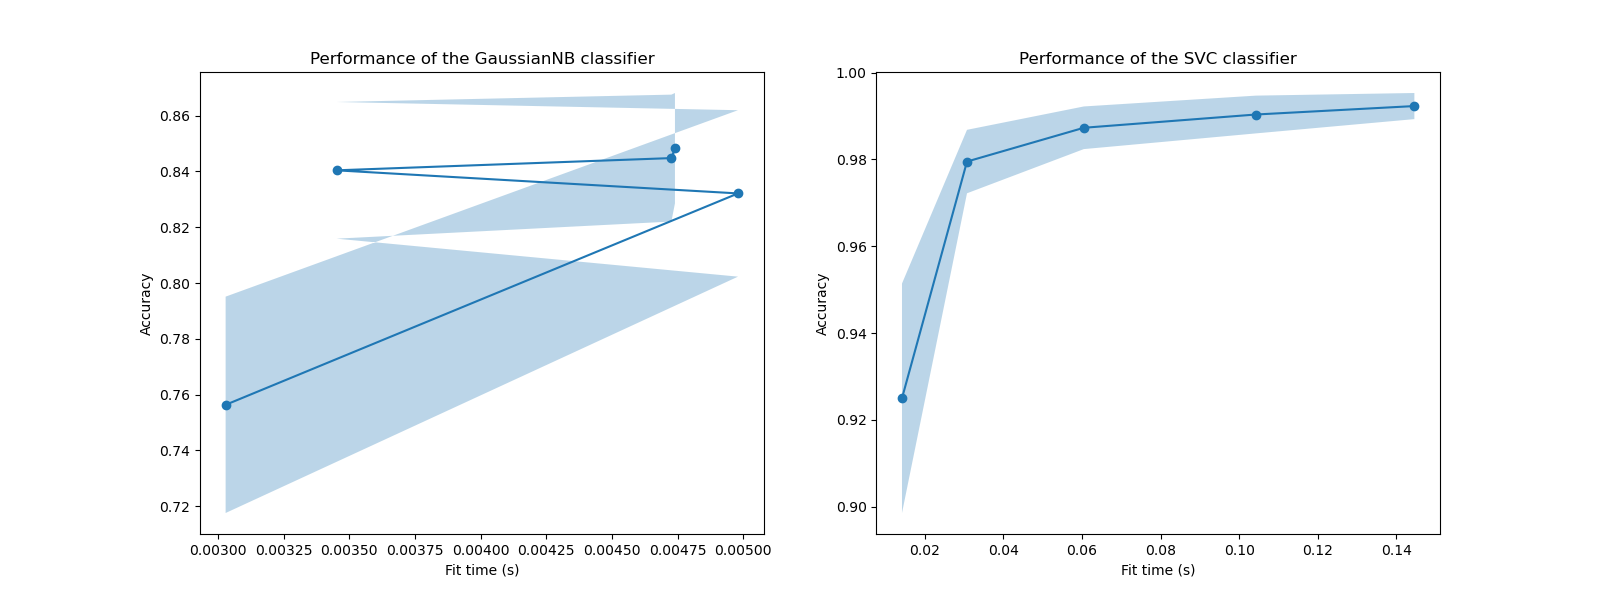 Performance of the GaussianNB classifier
Accuracy
0.86
0.84
0.82
0.80
0.78
0.76
0.74
0.72
0.00300 0.00325 0.00350 0.00375 0.00400 0.00425 0.00450 0.00475 0.00500
Fit time (s)
Performance of the SVC classifier
Accuracy
1.00
0.98
0.96
0.94
0.92
0.90
0.02 0.04 0.06 0.08 0.10 0.12 0.14
Fit time (s)